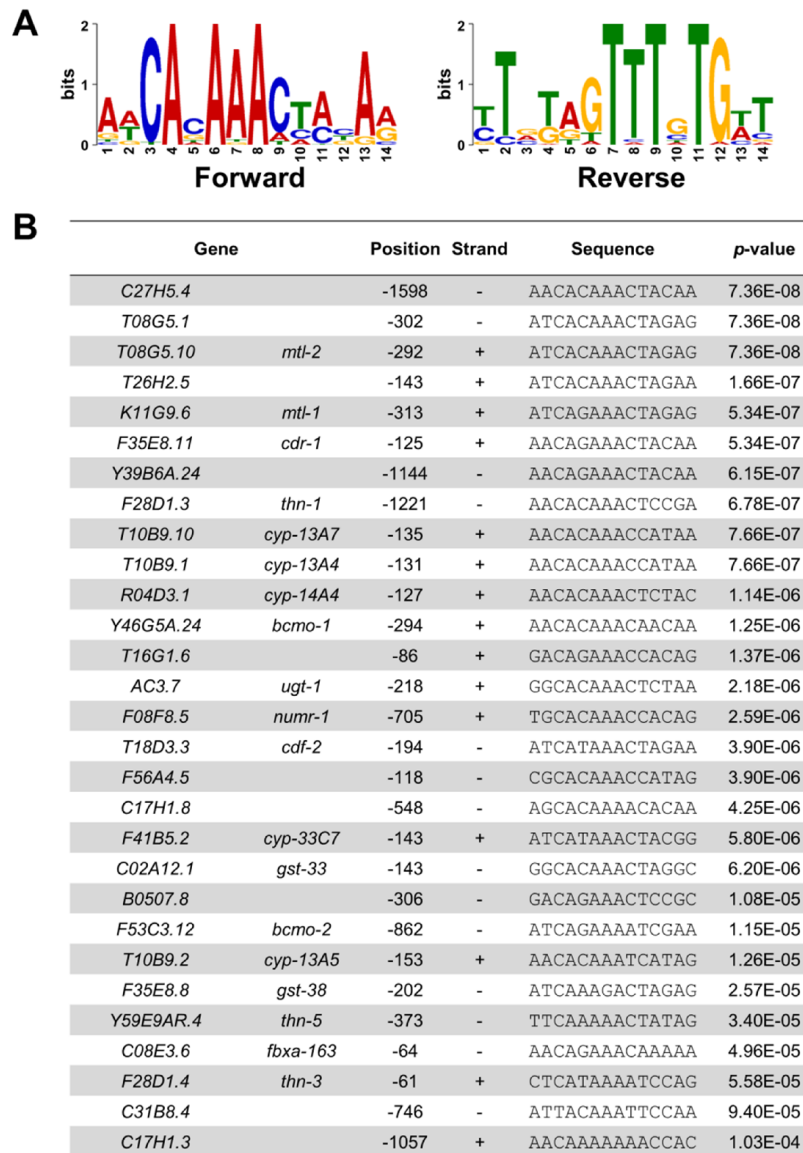 A
2
bits
1
0
1 2 3 4 5 6 7 8 9 10 11 12 13 14
Forward
2
bits
1
0
1 2 3 4 5 6 7 8 9 10 11 12 13 14
Reverse
B
Gene Position Strand Sequence p-value
C27H5.4 -1598 - AACACAAACTACAA 7.36E-08
T08G5.1 -302 - ATCACAAACTAGAG 7.36E-08
T08G5.10 mtl-2 -292 + ATCACAAACTAGAG 7.36E-08
T26H2.5 -143 + ATCACAAACTAGAA 1.66E-07
K11G9.6 mtl-1 -313 + ATCAGAAACTAGAG 5.34E-07
F35E8.11 cdr-1 -125 + AACAGAAACTACAA 5.34E-07
Y39B6A.24 -1144 - AACAGAAACTACAA 6.15E-07
F28D1.3 thn-1 -1221 - AACACAAACTCCGA 6.78E-07
T10B9.10 cyp-13A7 -135 + AACACAAACCATAA 7.66E-07
T10B9.1 cyp-13A4 -131 + AACACAAACCATAA 7.66E-07
R04D3.1 cyp-14A4 -127 + AACACAAACTCTAC 1.14E-06
Y46G5A.24 bcmo-1 -294 + AACACAAACAACAA 1.25E-06
T16G1.6 -86 + GACAGAAACCACAG 1.37E-06
AC3.7 ugt-1 -218 + GGCACAAACTCTAA 2.18E-06
F08F8.5 numr-1 -705 + TGCACAAACCACAG 2.59E-06
T18D3.3 cdf-2 -194 - ATCATAAACTAGAA 3.90E-06
F56A4.5 -118 - CGCACAAACCATAG 3.90E-06
C17H1.8 -548 - AGCACAAAACACAA 4.25E-06
F41B5.2 cyp-33C7 -143 + ATCATAAACTACGG 5.80E-06
C02A12.1 gst-33 -143 - GGCACAAACTAGGC 6.20E-06
B0507.8 -306 - GACAGAAACTCCGC 1.08E-05
F53C3.12 bcmo-2 -862 - ATCAGAAAATCGAA 1.15E-05
T10B9.2 cyp-13A5 -153 + AACACAAATCATAG 1.26E-05
F35E8.8 gst-38 -202 - ATCAAAGACTAGAG 2.57E-05
Y59E9AR.4 thn-5 -373 - TTCAAAAACTATAG 3.40E-05
C08E3.6 fbxa-163 -64 - AACAGAAACAAAAA 4.96E-05
F28D1.4 thn-3 -61 + CTCATAAAATCCAG 5.58E-05
C31B8.4 -746 - ATTACAAATTCCAA 9.40E-05
C17H1.3 -1057 + AACAAAAAAACCAC 1.03E-04